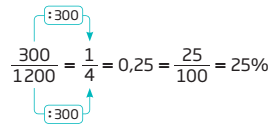 :300
300/1200 = 1/4 = 0,25 = 25/100 = 25%
:300